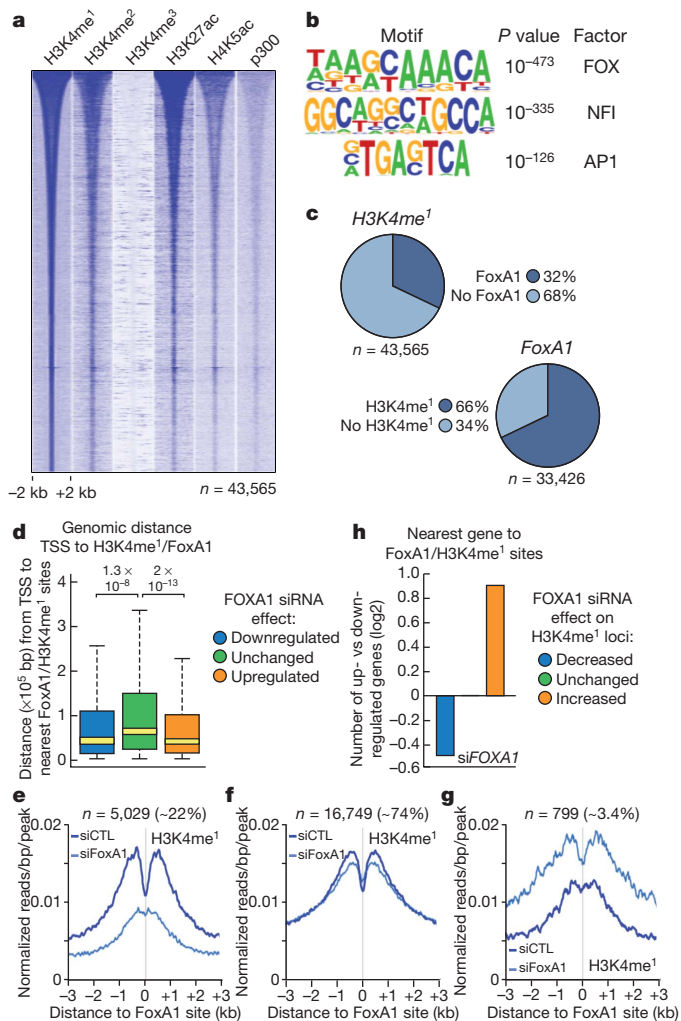 a
H3K4me¹ H3K4me² H3K4me³ H3K27ac H4K5ac p300
−2 kb +2 kb
n = 43,565
b
Motif P value Factor
TAAGCAAACA 10⁻⁴⁷³ FOX
GGCAGGCTGCCA 10⁻³³⁵ NFI
GTGAGTCA 10⁻¹²⁶ AP1
c
H3K4me¹
FoxA1 32%
No FoxA1 68%
n = 43,565
FoxA1
H3K4me¹ 66%
No H3K4me¹ 34%
n = 33,426
d
Genomic distance
TSS to H3K4me¹/FoxA1
Distance (×10⁵ bp) from TSS to
nearest FoxA1/H3K4me¹ sites
4
3
2
1
0
1.3 ×
10⁻⁸
2 ×
10⁻¹³
FOXA1 siRNA
effect:
Downregulated
Unchanged
Upregulated
h
Nearest gene to
FoxA1/H3K4me¹ sites
Number of up- vs down-
regulated genes (log2)
1.0
0.8
0.6
0.4
0.2
0
−0.2
−0.4
−0.6
siFOXA1
FOXA1 siRNA
effect on
H3K4me¹ loci:
Decreased
Unchanged
Increased
e
n = 5,029 (~22%)
siCTL
siFoxA1
H3K4me¹
Normalized reads/bp/peak
0.02
0.01
0
−3 −2 −1 0 +1 +2 +3
Distance to FoxA1 site (kb)
f
n = 16,749 (~74%)
siCTL
siFoxA1
H3K4me¹
Normalized reads/bp/peak
0.02
0.01
0
−3 −2 −1 0 +1 +2 +3
Distance to FoxA1 site (kb)
g
n = 799 (~3.4%)
Normalized reads/bp/peak
0.02
0.01
0
siCTL
siFoxA1
H3K4me¹
−3 −2 −1 0 +1 +2 +3
Distance to FoxA1 site (kb)